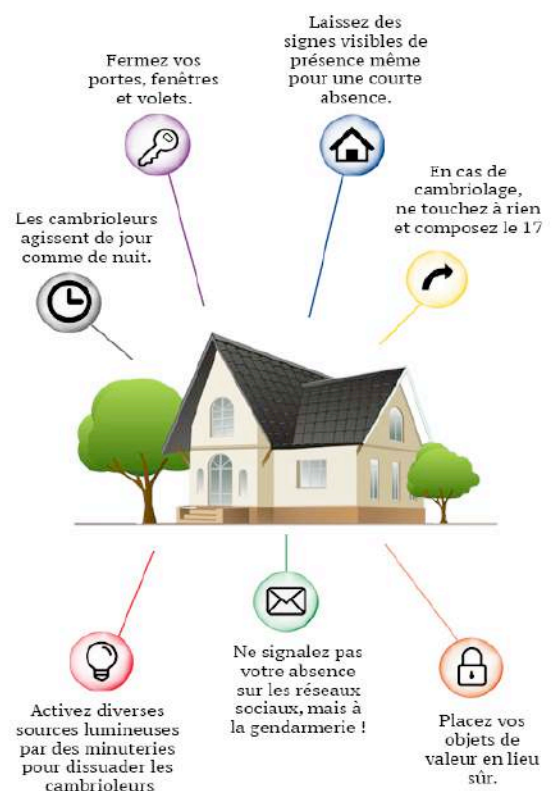 Fermez vos
portes, fenêtres
et volets.
Laissez des
signes visibles de
présence même
pour une courte
absence.
En cas de
cambriolage,
ne touchez à rien
et composez le 17
Les cambrioleurs
agissent de jour
comme de nuit.
Activez diverses
sources lumineuses
par des minuteries
pour dissuader les
cambrioleurs
Ne signalez pas
votre absence
sur les réseaux
sociaux, mais à
la gendarmerie !
Placez vos
objets de
valeur en lieu
sûr.